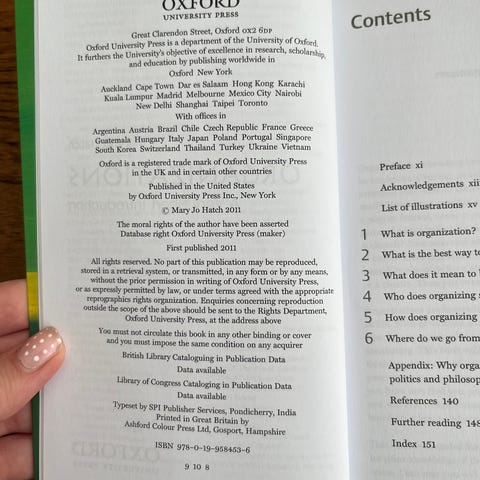 OXFORD
UNIVERSITY PRESS
Great Clarendon Street, Oxford OX2 6DP
Oxford University Press is a department of the University of Oxford.
It furthers the University's objective of excellence in research, scholarship,
and education by publishing worldwide in
Oxford New York
Auckland Cape Town Dar es Salaam Hong Kong Karachi
Kuala Lumpur Madrid Melbourne Mexico City Nairobi
New Delhi Shanghai Taipei Toronto
With offices in
Argentina Austria Brazil Chile Czech Republic France Greece
Guatemala Hungary Italy Japan Poland Portugal Singapore
South Korea Switzerland Thailand Turkey Ukraine Vietnam
Oxford is a registered trade mark of Oxford University Press
in the UK and in certain other countries
Published in the United States
by Oxford University Press Inc., New York
© Mary Jo Hatch 2011
The moral rights of the author have been asserted
Database right Oxford University Press (maker)
First published 2011
All rights reserved. No part of this publication may be reproduced,
stored in a retrieval system, or transmitted, in any form or by any means,
without the prior permission in writing of Oxford University Press,
or as expressly permitted by law, or under terms agreed with the appropriate
reprographics rights organization. Enquiries concerning reproduction
outside the scope of the above should be sent to the Rights Department,
Oxford University Press, at the address above
You must not circulate this book in any other binding or cover
and you must impose the same condition on any acquirer
British Library Cataloguing in Publication Data
Data available
Library of Congress Cataloging in Publication Data
Data available
Typeset by SPI Publisher Services, Pondicherry, India
Printed in Great Britain by
Ashford Colour Press Ltd, Gosport, Hampshire
ISBN 978-0-19-958453-6
9 10 8
Contents
Preface xi
Acknowledgements xii
List of illustrations xv
1 What is organization?
2 What is the best way to
3 What does it mean to
4 Who does organizing
5 How does organizing
6 Where do we go from
Appendix: Why
politics and
References 140
Further reading 148
Index 151